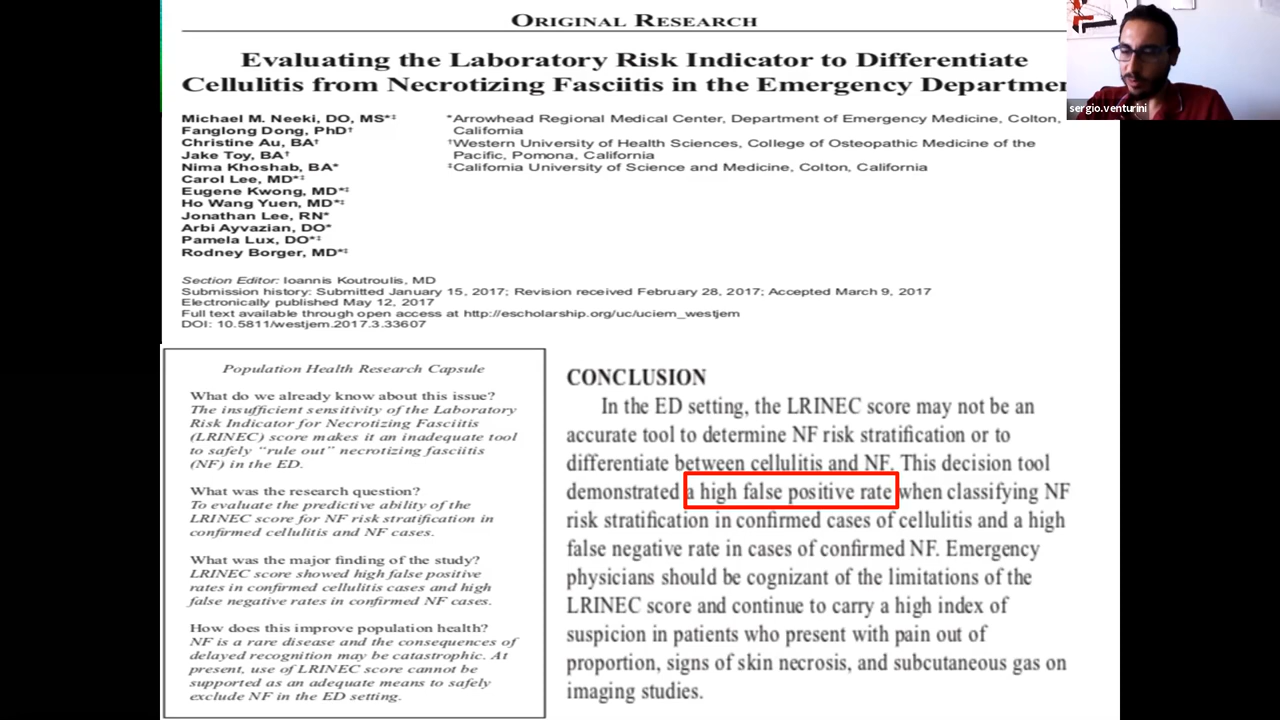 ORIGINAL RESEARCH
Evaluating the Laboratory Risk Indicator to Differentiate
Cellulitis from Necrotizing Fasciitis in the Emergency Departmen
Michael M. Neeki, DO, MS*‡
Fanglong Dong, PhD†
Christine Au, BA†
Jake Toy, BA†
Nima Khoshab, BA*
Carol Lee, MD*‡
Eugene Kwong, MD*‡
Ho Wang Yuen, MD*‡
Jonathan Lee, RN*
Arbi Ayvazian, DO*
Pamela Lux, DO*‡
Rodney Borger, MD*‡
*Arrowhead Regional Medical Center, Department of Emergency Medicine, Colton,
California
†Western University of Health Sciences, College of Osteopathic Medicine of the
Pacific, Pomona, California
‡California University of Science and Medicine, Colton, California
sergio.venturini
Section Editor: Ioannis Koutroulis, MD
Submission history: Submitted January 15, 2017; Revision received February 28, 2017; Accepted March 9, 2017
Electronically published May 12, 2017
Full text available through open access at http://escholarship.org/uc/uciem_westjem
DOI: 10.5811/westjem.2017.3.33607
Population Health Research Capsule
What do we already know about this issue?
The insufficient sensitivity of the Laboratory
Risk Indicator for Necrotizing Fasciitis
(LRINEC) score makes it an inadequate tool
to safely “rule out” necrotizing fasciitis
(NF) in the ED.
What was the research question?
To evaluate the predictive ability of the
LRINEC score for NF risk stratification in
confirmed cellulitis and NF cases.
What was the major finding of the study?
LRINEC score showed high false positive
rates in confirmed cellulitis cases and high
false negative rates in confirmed NF cases.
How does this improve population health?
NF is a rare disease and the consequences of
delayed recognition may be catastrophic. At
present, use of LRINEC score cannot be
supported as an adequate means to safely
exclude NF in the ED setting.
CONCLUSION
In the ED setting, the LRINEC score may not be an
accurate tool to determine NF risk stratification or to
differentiate between cellulitis and NF. This decision tool
demonstrated a high false positive rate when classifying NF
risk stratification in confirmed cases of cellulitis and a high
false negative rate in cases of confirmed NF. Emergency
physicians should be cognizant of the limitations of the
LRINEC score and continue to carry a high index of
suspicion in patients who present with pain out of
proportion, signs of skin necrosis, and subcutaneous gas on
imaging studies.